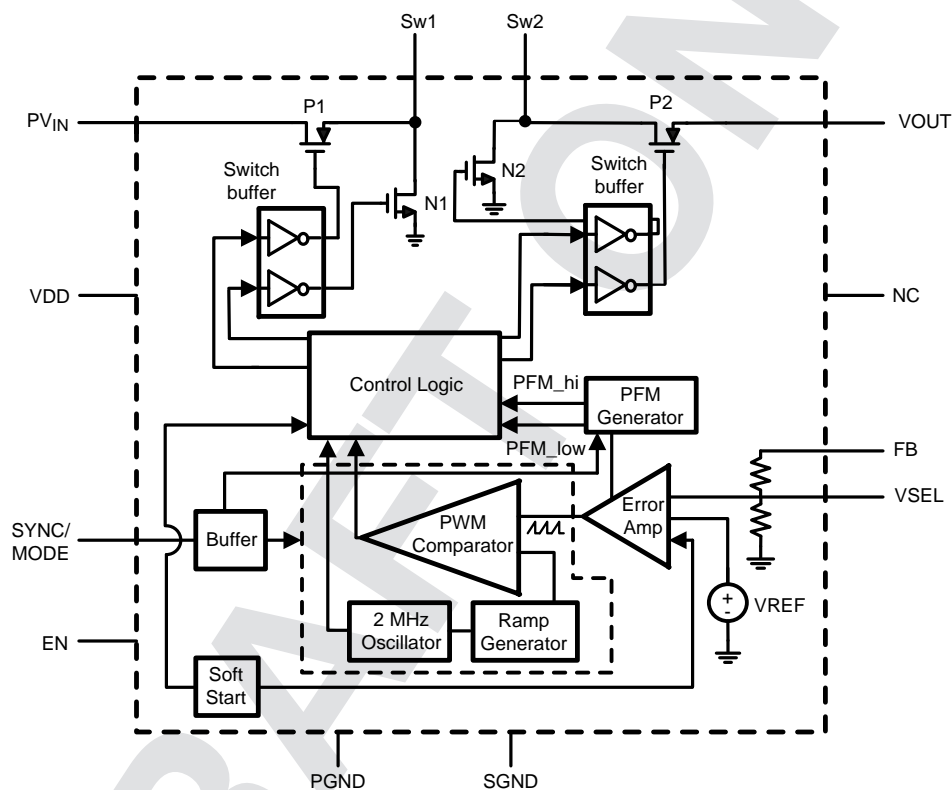 Sw1
Sw2
P1
P2
PVIN
VOUT
Switch
buffer
N1
N2
Switch
buffer
VDD
NC
Control Logic
PFM_hi
PFM
Generator
PFM_low
FB
VSEL
Error
Amp
SYNC/
MODE
Buffer
PWM
Comparator
+
-
VREF
2 MHz
Oscillator
Ramp
Generator
EN
Soft
Start
PGND
SGND